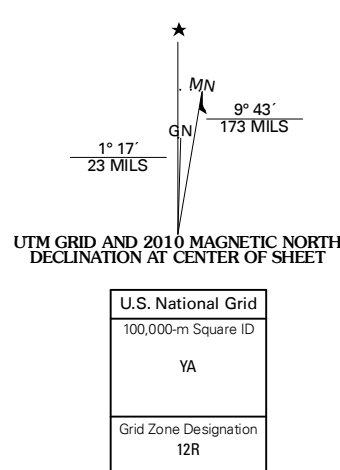 ★
MN
GN
9° 43´
173 MILS
1° 17´
23 MILS
UTM GRID AND 2010 MAGNETIC NORTH
DECLINATION AT CENTER OF SHEET
U.S. National Grid
100,000-m Square ID
YA
Grid Zone Designation
12R